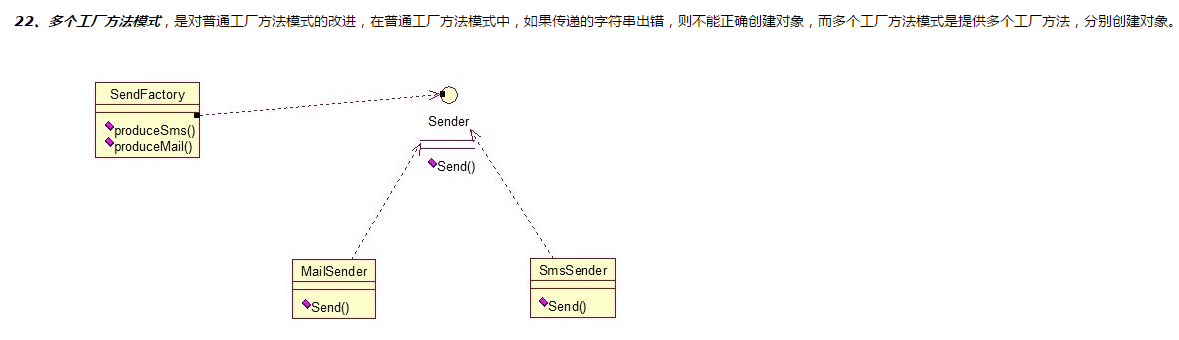 22、多个工厂方法模式，是对普通工厂方法模式的改进，在普通工厂方法模式中，如果传递的字符串出错，则不能正确创建对象，而多个工厂方法模式是提供多个工厂方法，分别创建对象。
SendFactory
produceSms()
produceMail()
Sender
Send()
MailSender
Send()
SmsSender
Send()